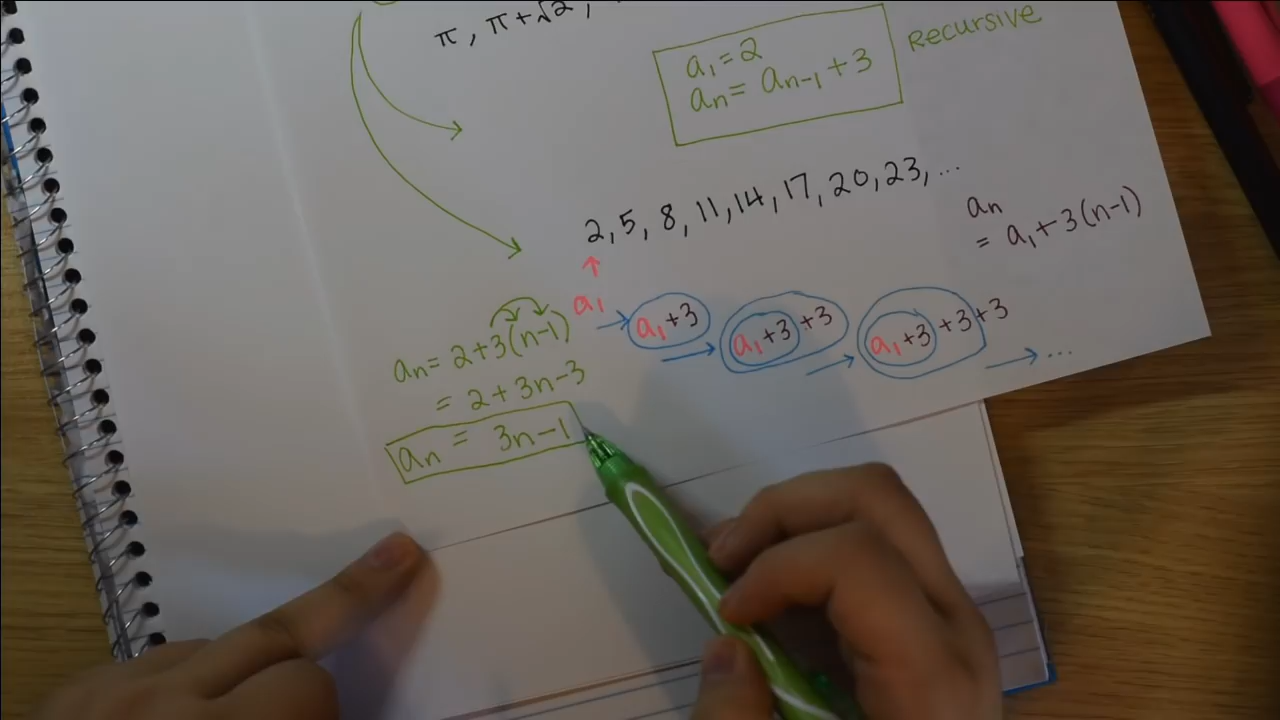 π, π+√2,
a₁=2
aₙ= aₙ₋₁+3
Recursive
2, 5, 8, 11, 14, 17, 20, 23, ...
aₙ
= a₁+3(n-1)
a₁
a₁+3
a₁+3+3
a₁+3+3+3
...
aₙ= 2+3(n-1)
= 2+3n-3
aₙ = 3n-1